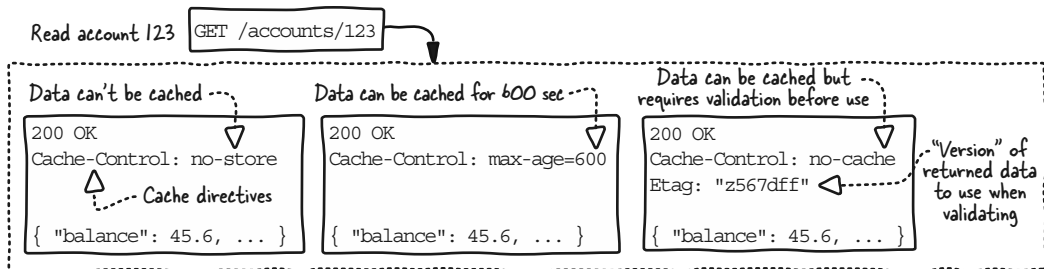 Read account 123
GET /accounts/123
Data can't be cached
200 OK
Cache-Control: no-store
Cache directives
{ "balance": 45.6, ... }
Data can be cached for 600 sec
200 OK
Cache-Control: max-age=600
{ "balance": 45.6, ... }
Data can be cached but
requires validation before use
200 OK
Cache-Control: no-cache
Etag: "z567dff"
{ "balance": 45.6, ... }
"Version" of
returned data
to use when
validating